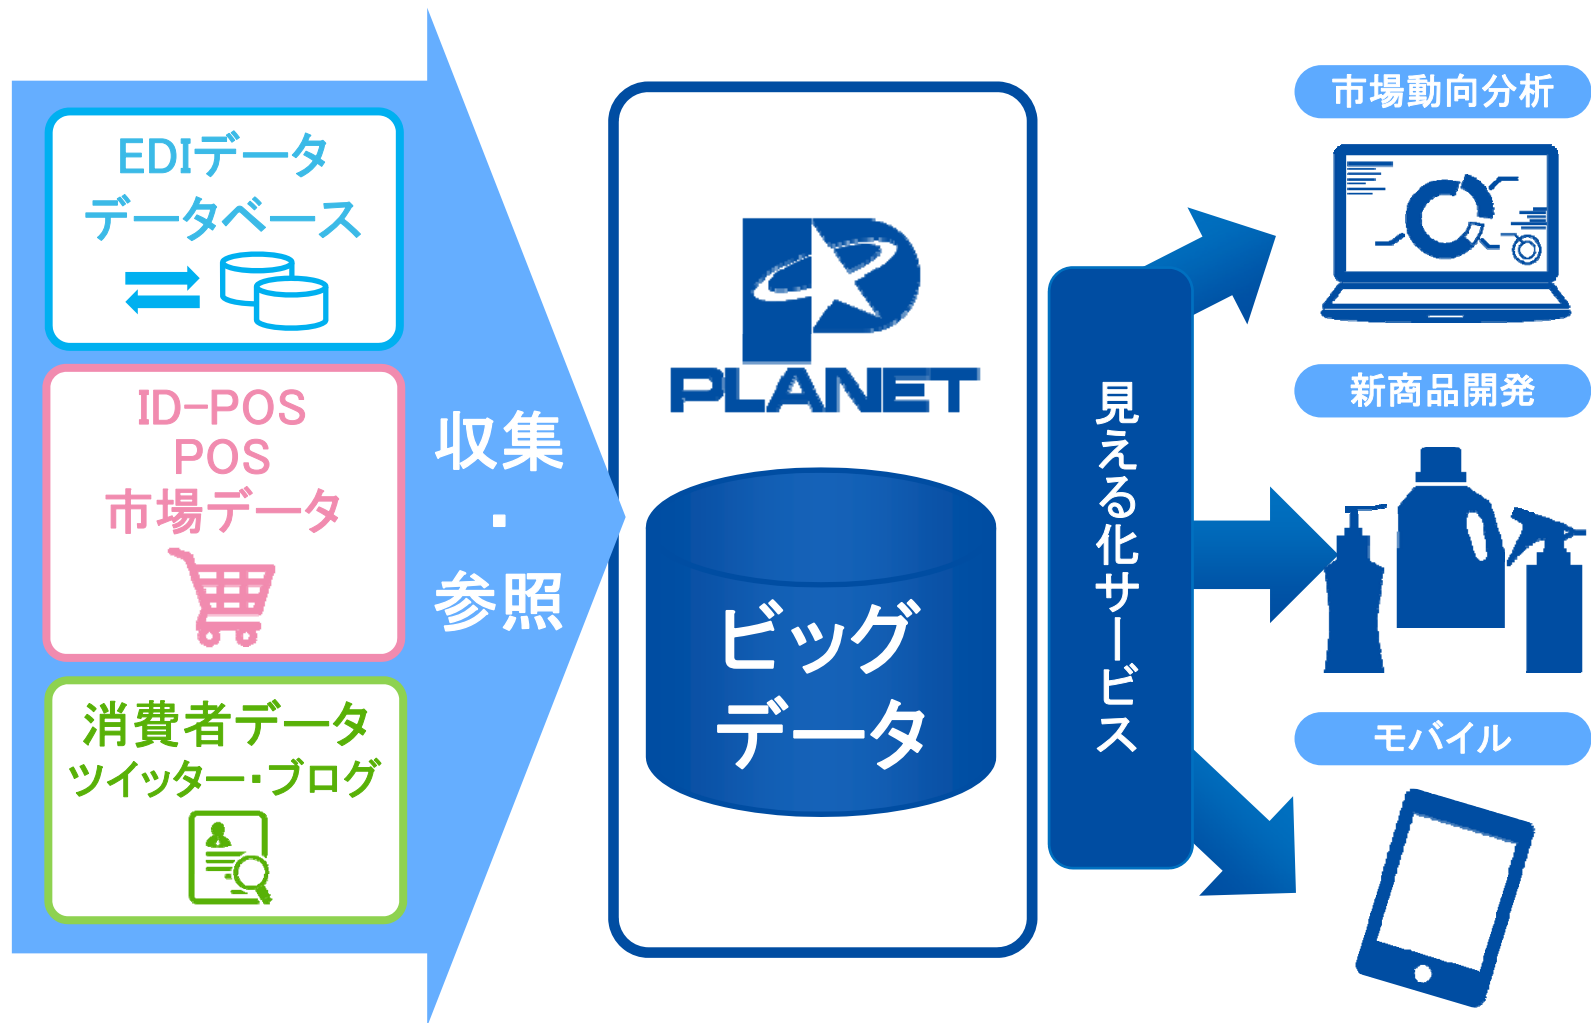 EDIデータ
データベース
ID-POS
POS
市場データ
消費者データ
ツイッター・ブログ
収集
・
参照
PLANET
ビッグ
データ
見える化サービス
市場動向分析
新商品開発
モバイル